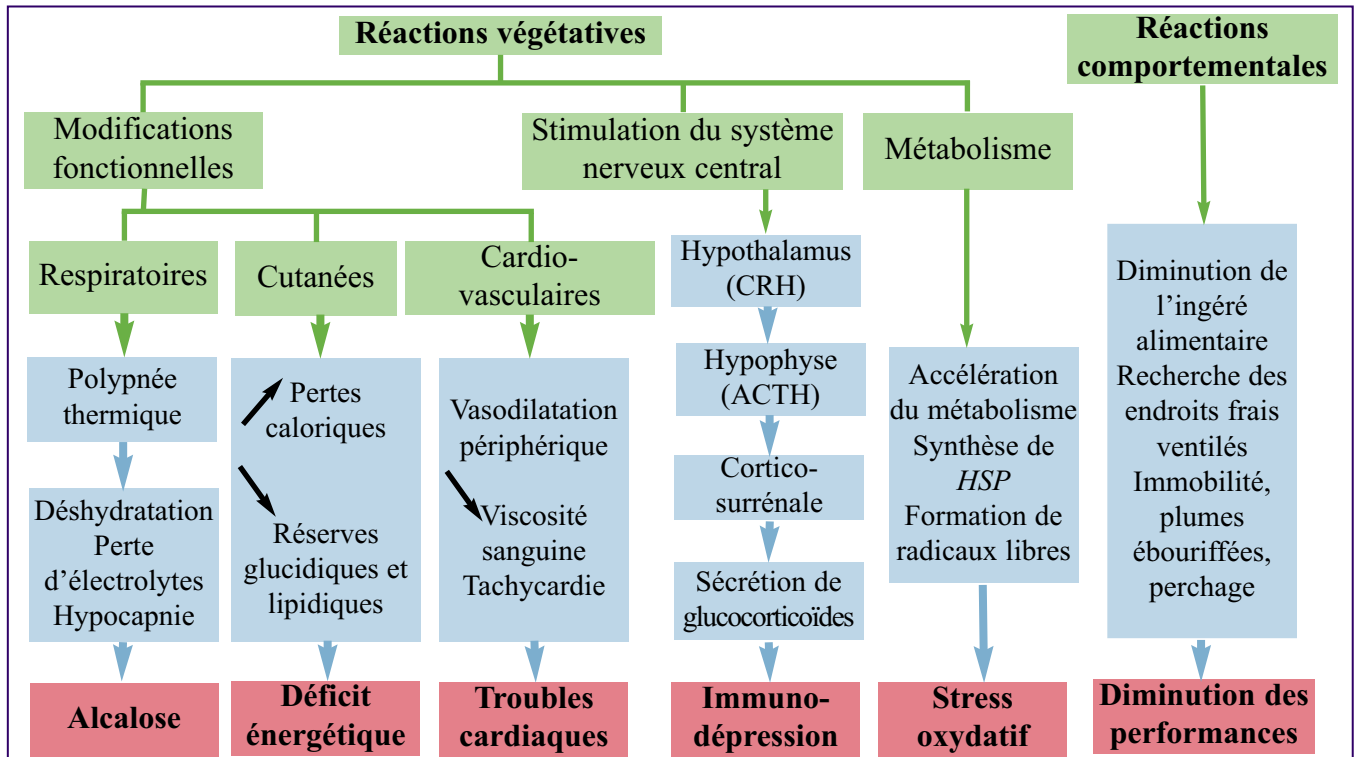 Réactions végétatives
Réactions
comportementales
Modifications
fonctionnelles
Stimulation du système
nerveux central
Métabolisme
Respiratoires
Cutanées
Cardio-
vasculaires
Hypothalamus
(CRH)
Diminution de
l’ingéré
alimentaire
Recherche des
endroits frais
ventilés
Immobilité,
plumes
ébouriffées,
perchage
Polypnée
thermique
Pertes
caloriques
Vasodilatation
périphérique
Hypophyse
(ACTH)
Accélération
du métabolisme
Synthèse de
HSP
Formation de
radicaux libres
Déshydratation
Perte
d’électrolytes
Hypocapnie
Réserves
glucidiques et
lipidiques
Viscosité
sanguine
Tachycardie
Cortico-
surrénale
Sécrétion de
glucocorticoïdes
Alcalose
Déficit
énergétique
Troubles
cardiaques
Immuno-
dépression
Stress
oxydatif
Diminution des
performances